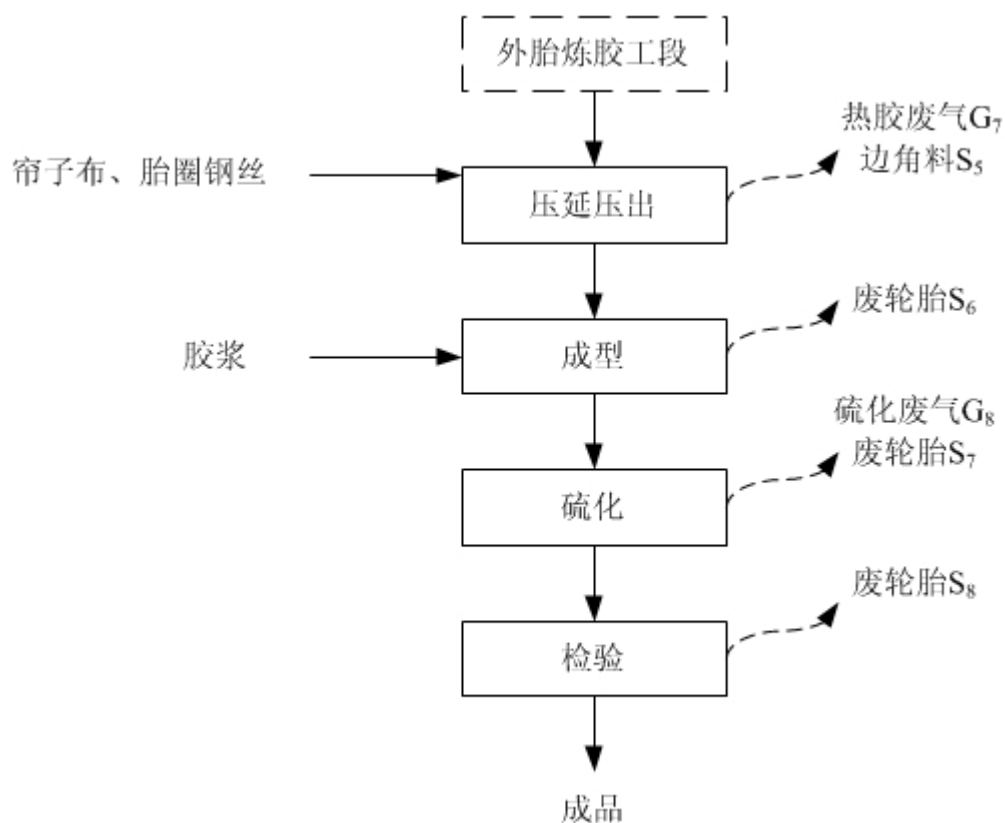 外胎炼胶工段
热胶废气G₇
边角料S₅
帘子布、胎圈钢丝
压延压出
废轮胎S₆
胶浆
成型
硫化废气G₈
废轮胎S₇
硫化
废轮胎S₈
检验
成品